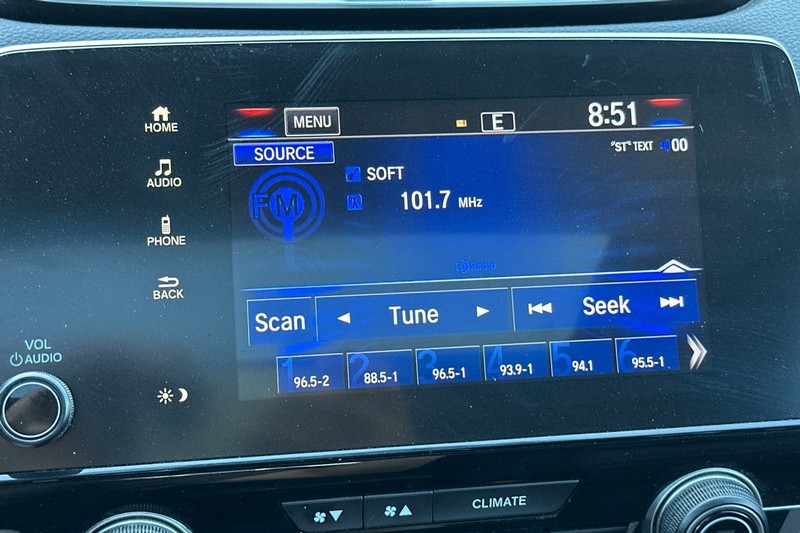 MENU E 8:51
HOME
SOURCE "ST" TEXT 00
AUDIO
SOFT
FM
101.7 MHz
PHONE
Radio
BACK
Scan Tune Seek
VOL
AUDIO
1 2 3 4 5 6
96.5-2 88.5-1 96.5-1 93.9-1 94.1 95.5-1
CLIMATE